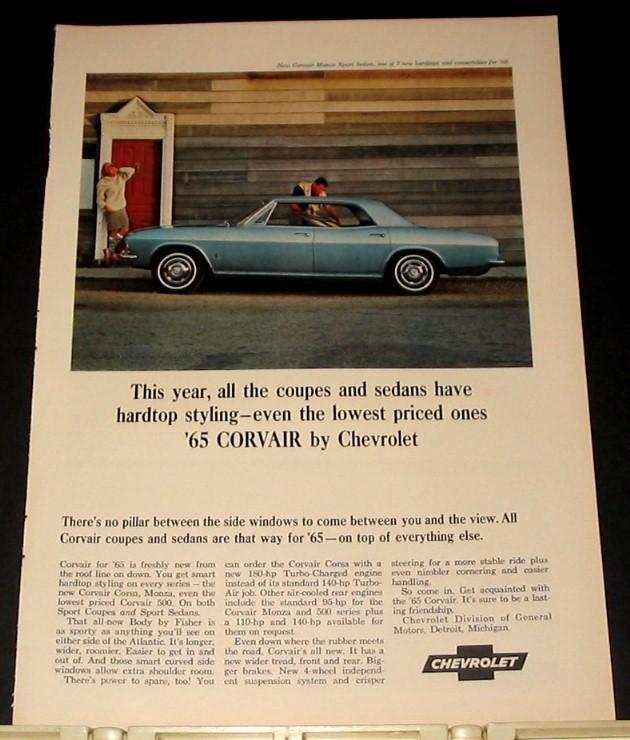 New Corvair Monza Sport Sedan, one of 7 new hardtops and convertibles for '65.
This year, all the coupes and sedans have
hardtop styling—even the lowest priced ones
'65 CORVAIR by Chevrolet
There's no pillar between the side windows to come between you and the view. All
Corvair coupes and sedans are that way for '65—on top of everything else.
Corvair for '65 is freshly new from
the roof line on down. You get smart
hardtop styling on every series – the
new Corvair Corsa, Monza, even the
lowest priced Corvair 500. On both
Sport Coupes and Sport Sedans.
That all-new Body by Fisher is
as sporty as anything you'll see on
either side of the Atlantic. It's longer,
wider, roomier. Easier to get in and
out of. And those smart curved side
windows allow extra shoulder room.
There's power to spare, too! You
can order the Corvair Corsa with a
new 180-hp Turbo-Charged engine
instead of its standard 140-hp Turbo-
Air job. Other air-cooled rear engines
include the standard 95-hp for the
Corvair Monza and 500 series plus
a 110-hp and 140-hp available for
them on request.
Even down where the rubber meets
the road, Corvair's all new. It has a
new wider trend, front and rear. Big-
ger brakes. New 4-wheel independ-
ent suspension system and crisper
steering for a more stable ride plus
even nimbler cornering and easier
handling.
So come in. Get acquainted with
the '65 Corvair. It's sure to be a last-
ing friendship.
Chevrolet Division of General
Motors, Detroit, Michigan.
CHEVROLET